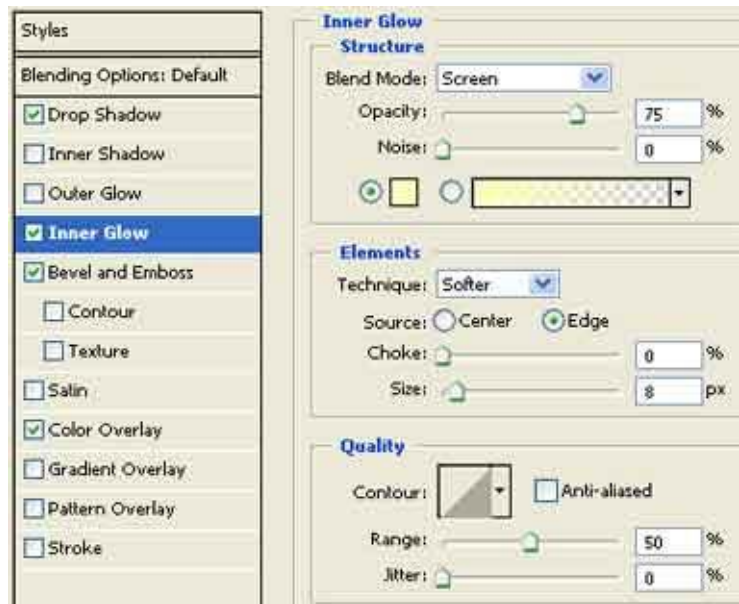 Styles
Blending Options: Default
Drop Shadow
Inner Shadow
Outer Glow
Inner Glow
Bevel and Emboss
Contour
Texture
Satin
Color Overlay
Gradient Overlay
Pattern Overlay
Stroke
Inner Glow
Structure
Blend Mode: Screen
Opacity: 75 %
Noise: 0 %
Elements
Technique: Softer
Source: Center Edge
Choke: 0 %
Size: 8 px
Quality
Contour: Anti-aliased
Range: 50 %
Jitter: 0 %